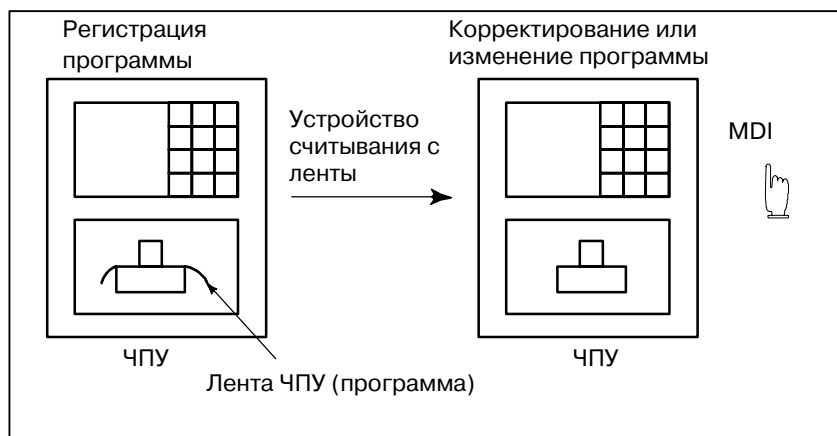 Регистрация
программы
Корректирование или
изменение программы
Устройство
считывания с
ленты
MDI
ЧПУ
ЧПУ
Лента ЧПУ (программа)